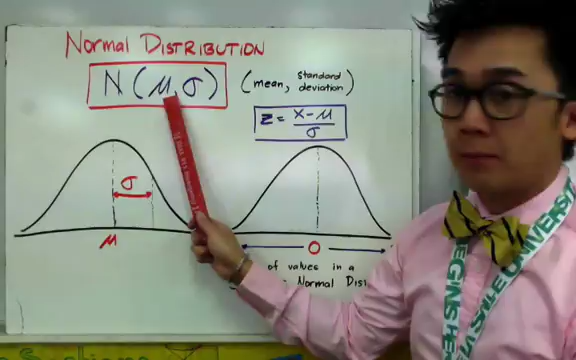 NORMAL DISTRIBUTION
N (μ, σ) (mean, standard deviation)
z = x - μ / σ
σ
μ
0
of values in a
Normal Dis